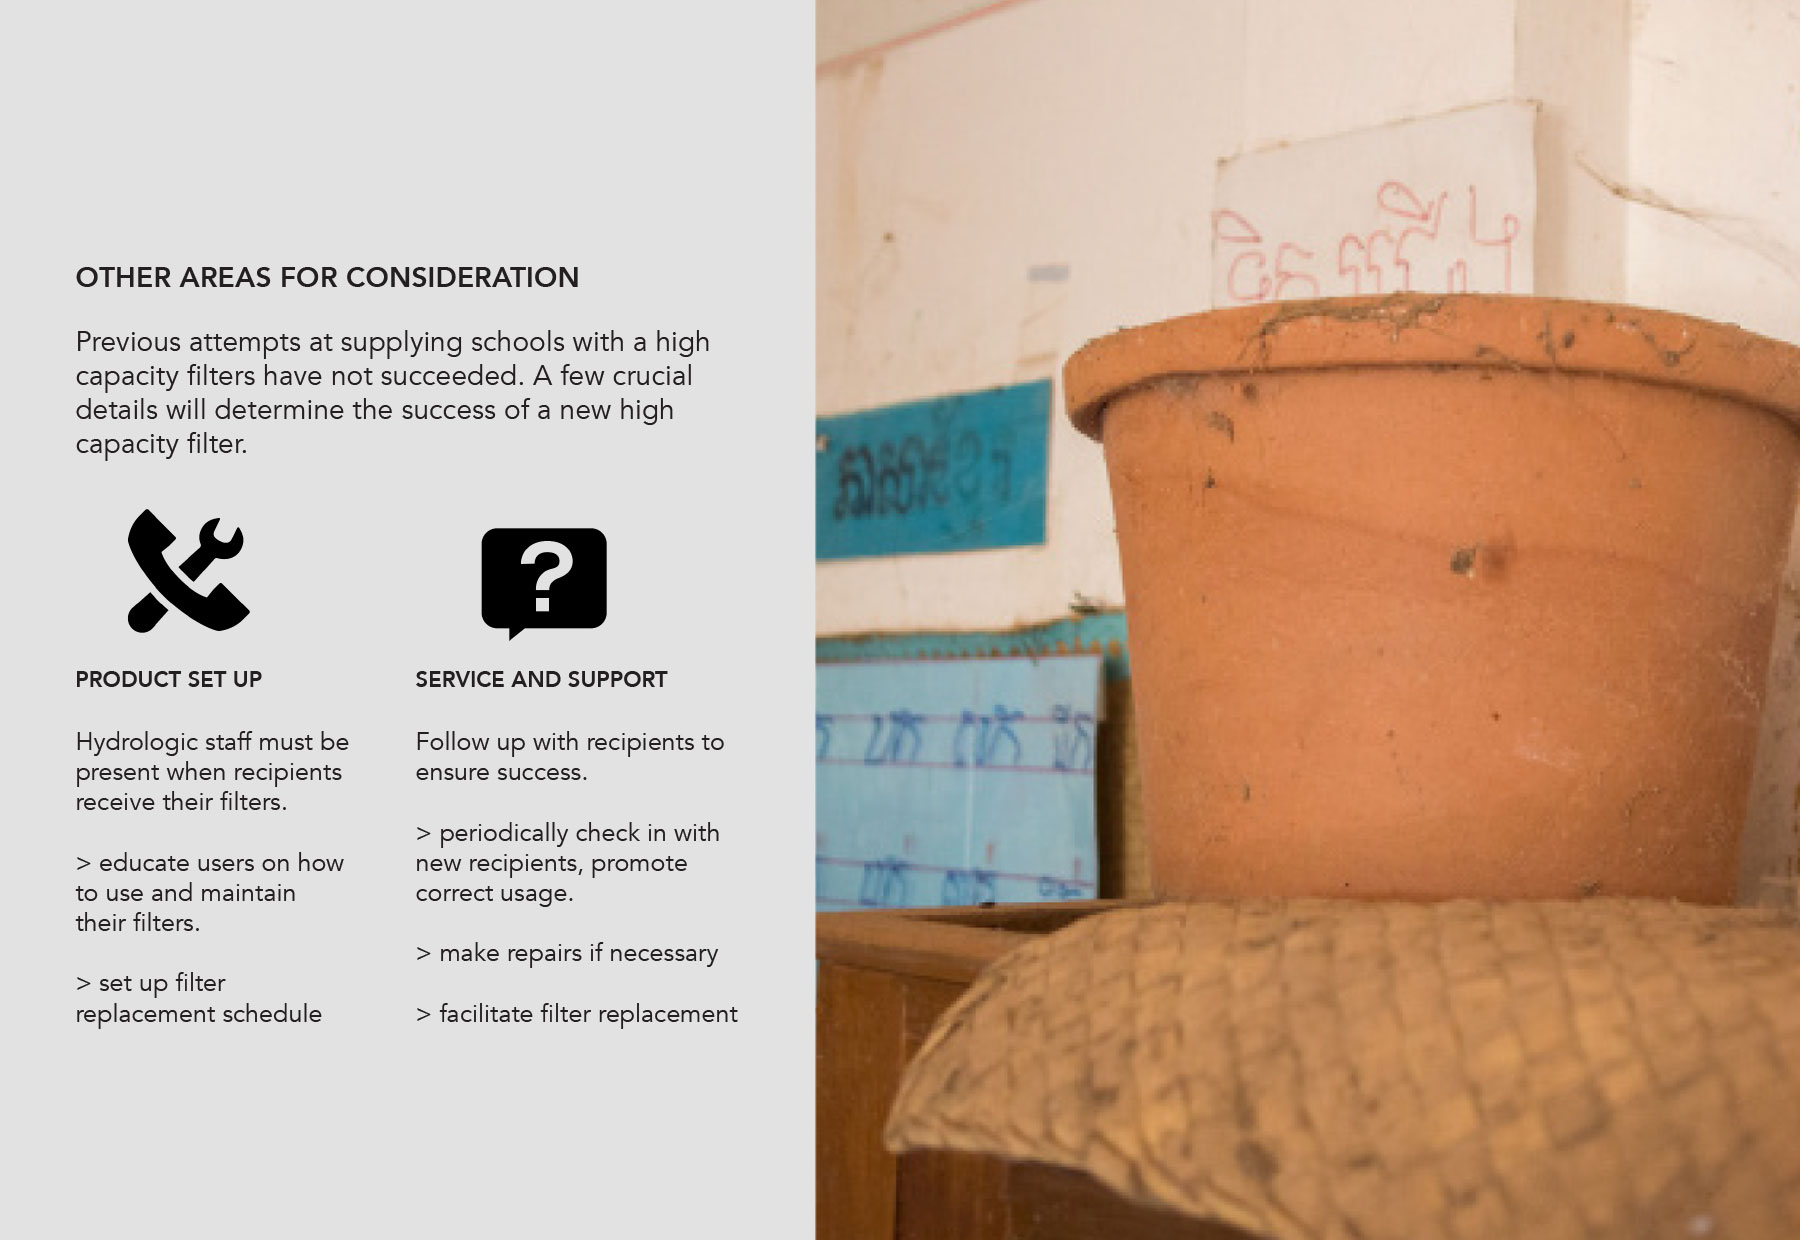 OTHER AREAS FOR CONSIDERATION
Previous attempts at supplying schools with a high
capacity filters have not succeeded. A few crucial
details will determine the success of a new high
capacity filter.
PRODUCT SET UP
Hydrologic staff must be
present when recipients
receive their filters.
> educate users on how
to use and maintain
their filters.
> set up filter
replacement schedule
SERVICE AND SUPPORT
Follow up with recipients to
ensure success.
> periodically check in with
new recipients, promote
correct usage.
> make repairs if necessary
> facilitate filter replacement